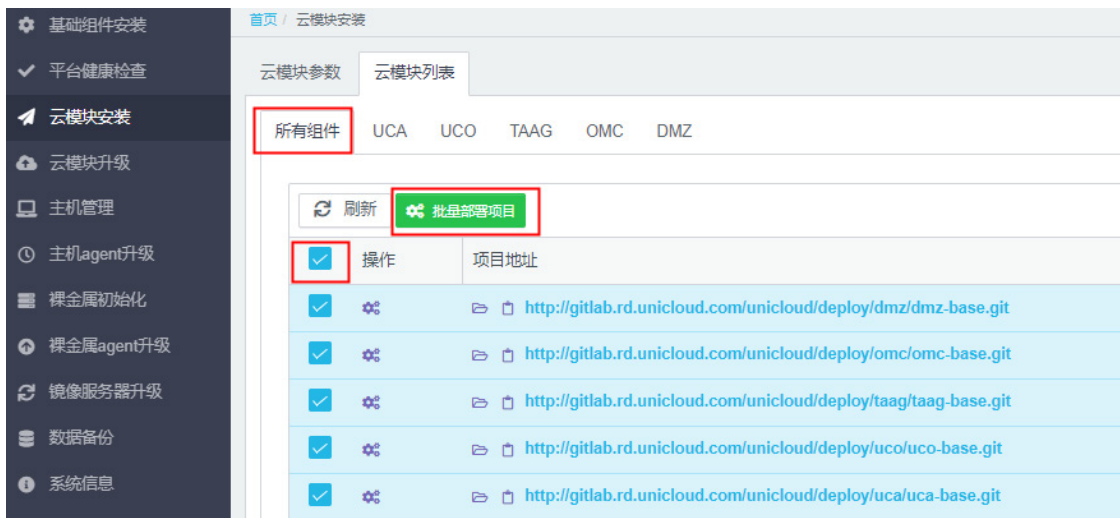 基础组件安装
平台健康检查
云模块安装
云模块升级
主机管理
主机agent升级
裸金属初始化
裸金属agent升级
镜像服务器升级
数据备份
系统信息
首页 / 云模块安装
云模块参数 云模块列表
所有组件 UCA UCO TAAG OMC DMZ
刷新 批量部署项目
操作 项目地址
http://gitlab.rd.unicloud.com/unicloud/deploy/dmz/dmz-base.git
http://gitlab.rd.unicloud.com/unicloud/deploy/omc/omc-base.git
http://gitlab.rd.unicloud.com/unicloud/deploy/taag/taag-base.git
http://gitlab.rd.unicloud.com/unicloud/deploy/uco/uco-base.git
http://gitlab.rd.unicloud.com/unicloud/deploy/uca/uca-base.git